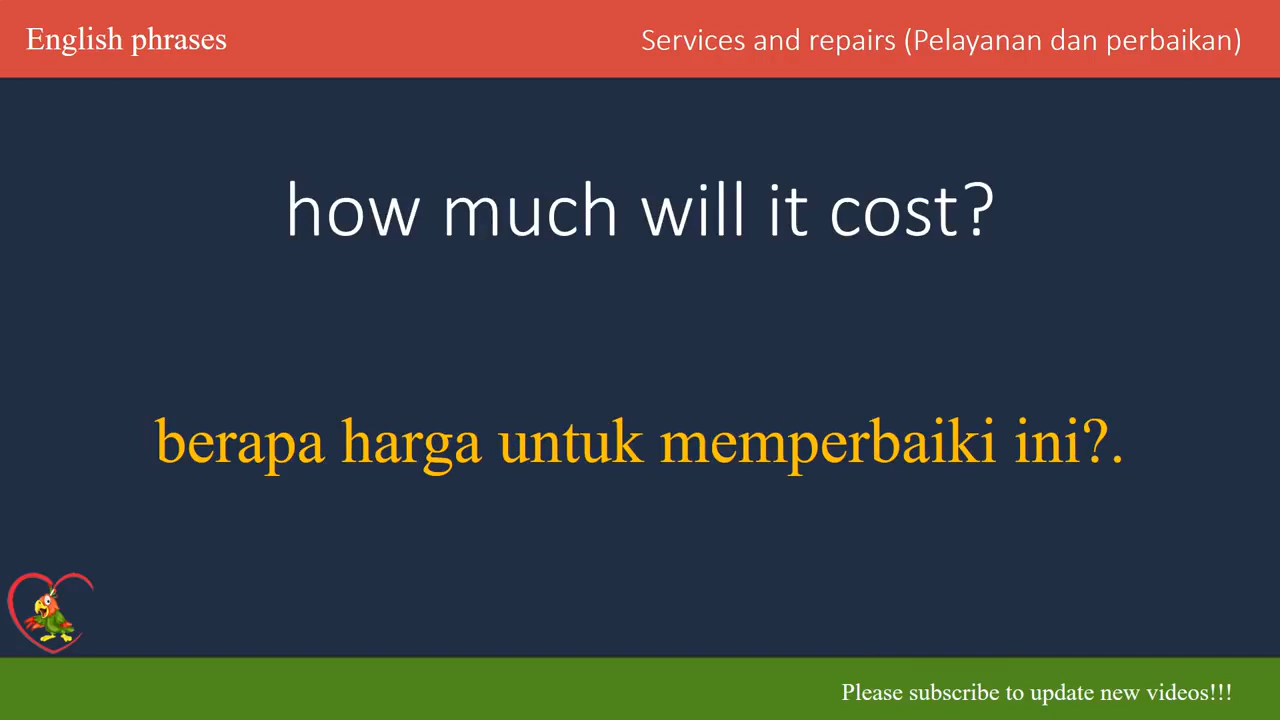 English phrases
Services and repairs (Pelayanan dan perbaikan)
how much will it cost?
berapa harga untuk memperbaiki ini?.
Please subscribe to update new videos!!!